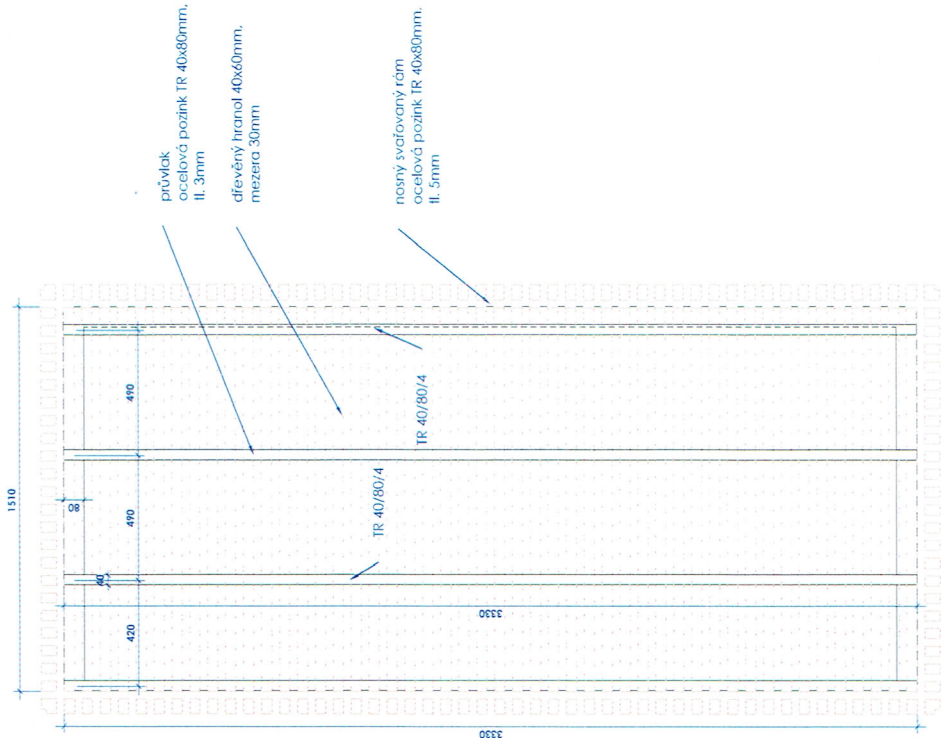 1510
průvlak
ocelová pozink TR 40x80mm,
tl. 3mm
dřevěný hranol 40x60mm,
mezera 30mm
nosný svařovaný rám
ocelová pozink TR 40x80mm,
tl. 5mm
80
490
490
40
420
TR 40/80/4
TR 40/80/4
3330
3330